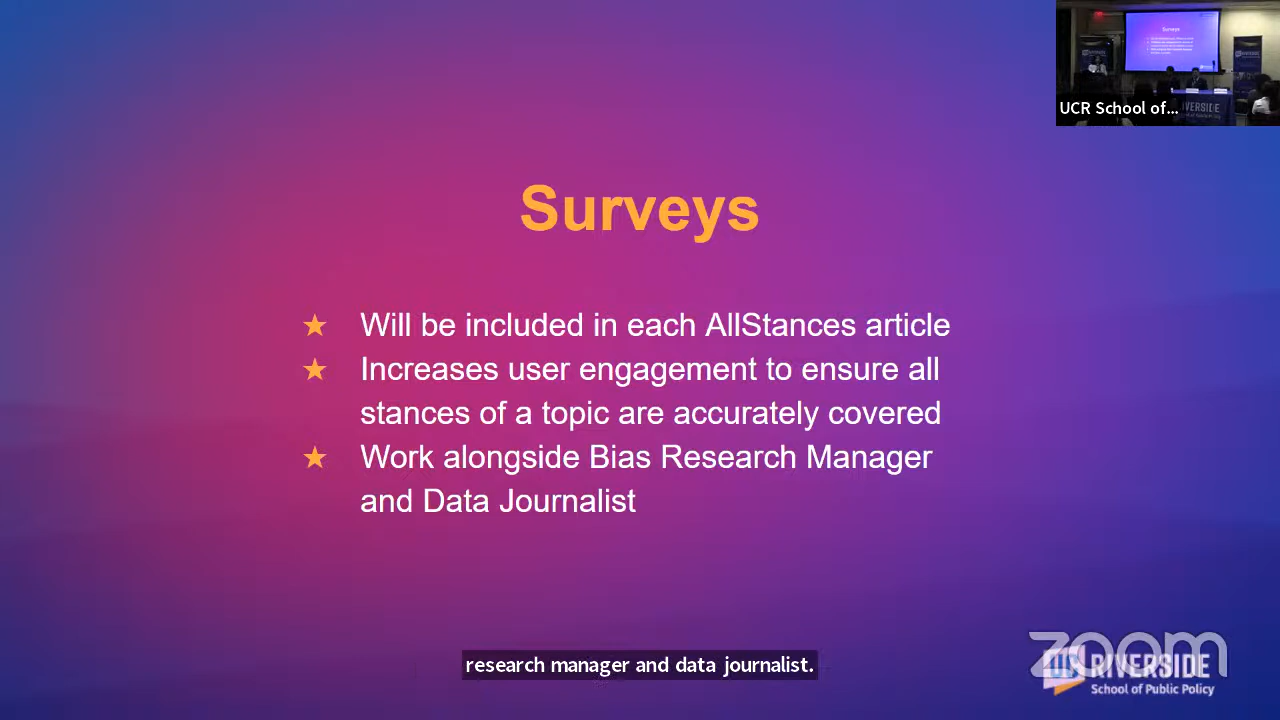 UCR School of...
Surveys
★ Will be included in each AllStances article
★ Increases user engagement to ensure all
stances of a topic are accurately covered
★ Work alongside Bias Research Manager
and Data Journalist
research manager and data journalist.
zoom
UC RIVERSIDE
School of Public Policy